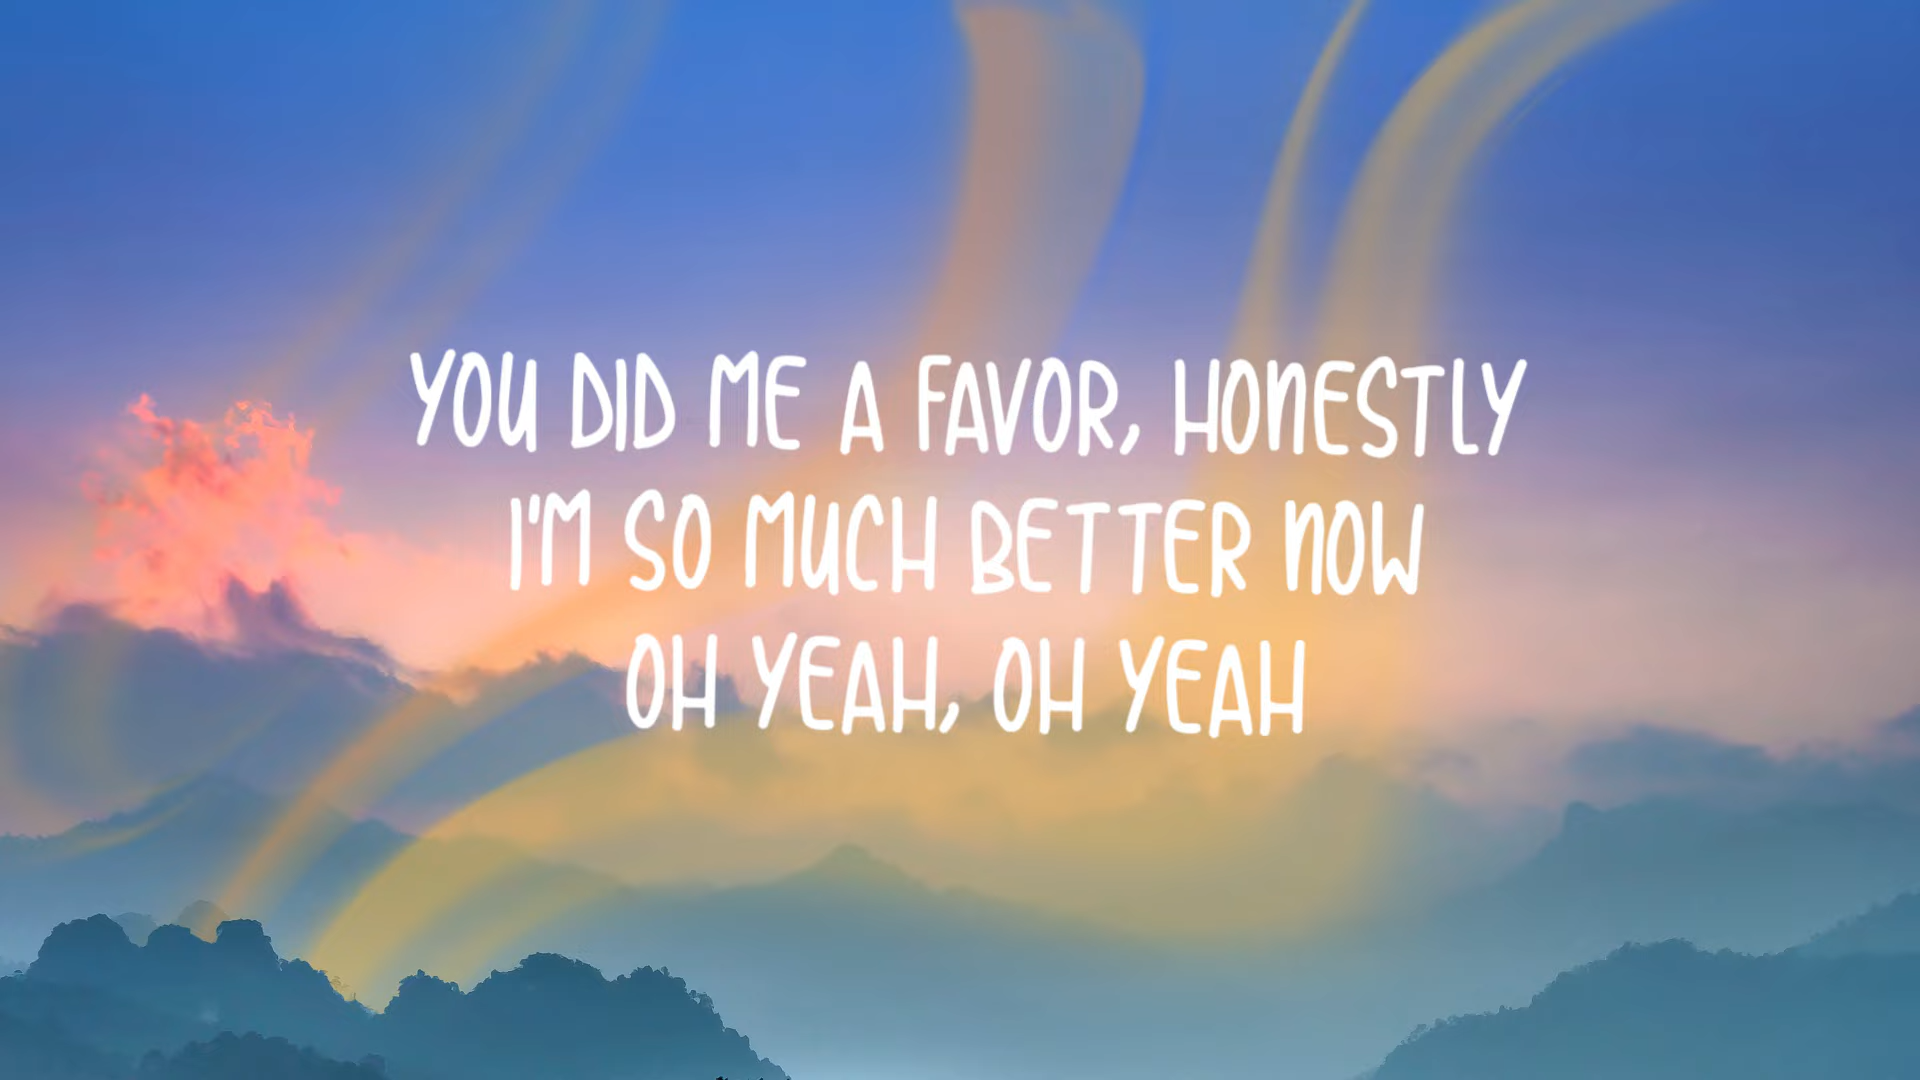 YOU DID ME A FAVOR, HONESTLY
I'M SO MUCH BETTER NOW
OH YEAH, OH YEAH